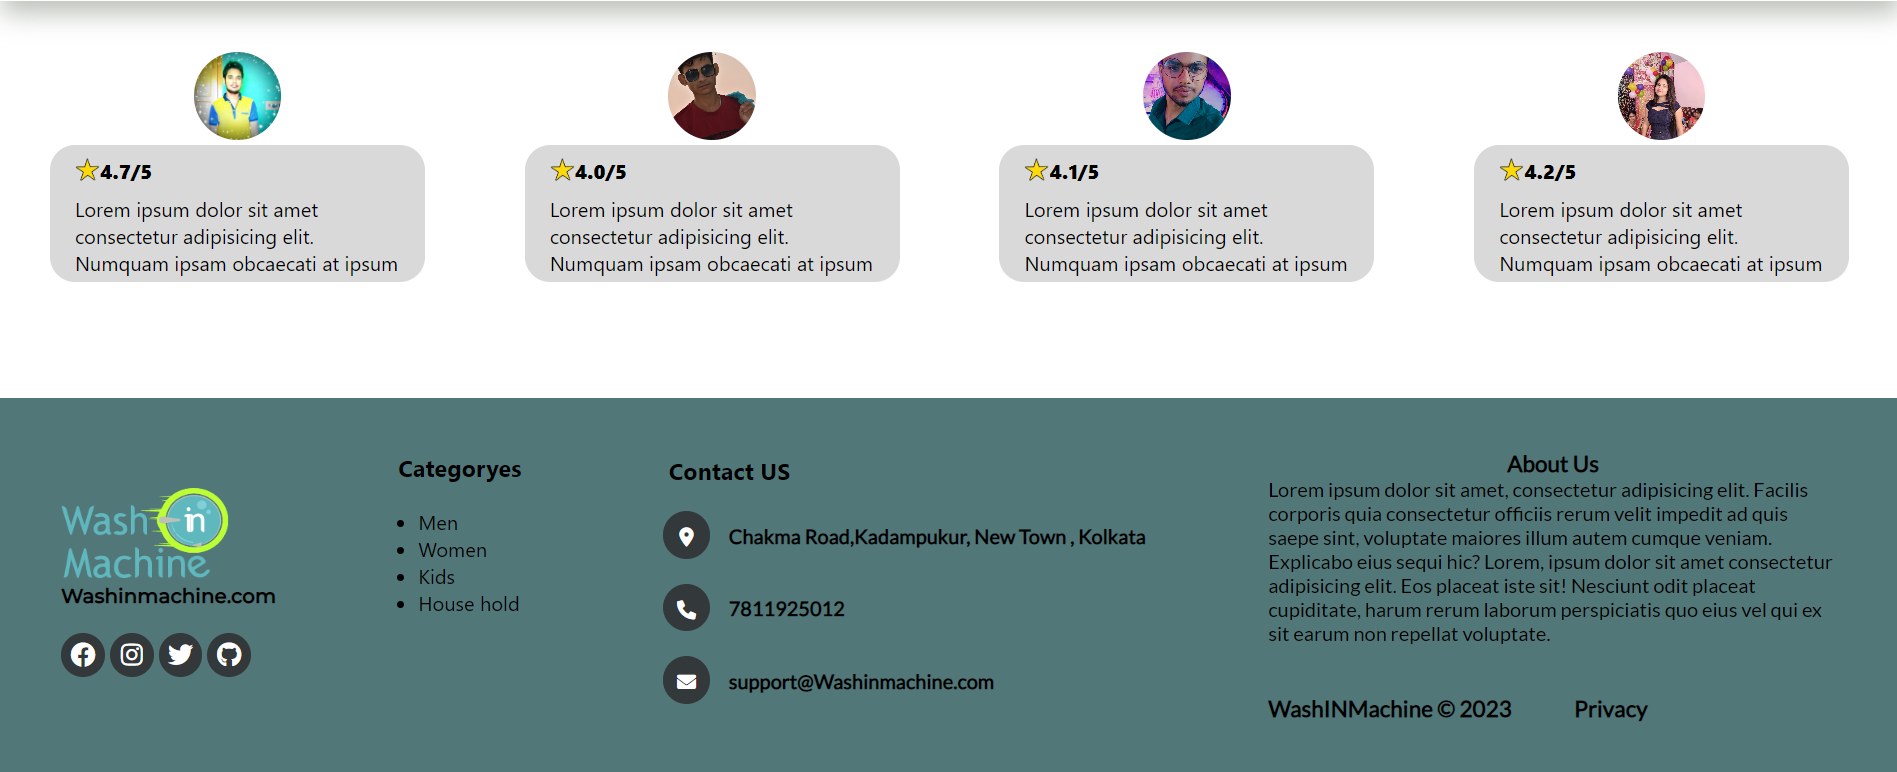 4.7/5
Lorem ipsum dolor sit amet
consectetur adipisicing elit.
Numquam ipsam obcaecati at ipsum
4.0/5
Lorem ipsum dolor sit amet
consectetur adipisicing elit.
Numquam ipsam obcaecati at ipsum
4.1/5
Lorem ipsum dolor sit amet
consectetur adipisicing elit.
Numquam ipsam obcaecati at ipsum
4.2/5
Lorem ipsum dolor sit amet
consectetur adipisicing elit.
Numquam ipsam obcaecati at ipsum
Wash in
Machine
Washinmachine.com
Categoryes
Men
Women
Kids
House hold
Contact US
Chakma Road,Kadampukur, New Town , Kolkata
7811925012
support@Washinmachine.com
About Us
Lorem ipsum dolor sit amet, consectetur adipisicing elit. Facilis
corporis quia consectetur officiis rerum velit impedit ad quis
saepe sint, voluptate maiores illum autem cumque veniam.
Explicabo eius sequi hic? Lorem, ipsum dolor sit amet consectetur
adipisicing elit. Eos placeat iste sit! Nesciunt odit placeat
cupiditate, harum rerum laborum perspiciatis quo eius vel qui ex
sit earum non repellat voluptate.
WashINMachine © 2023 Privacy